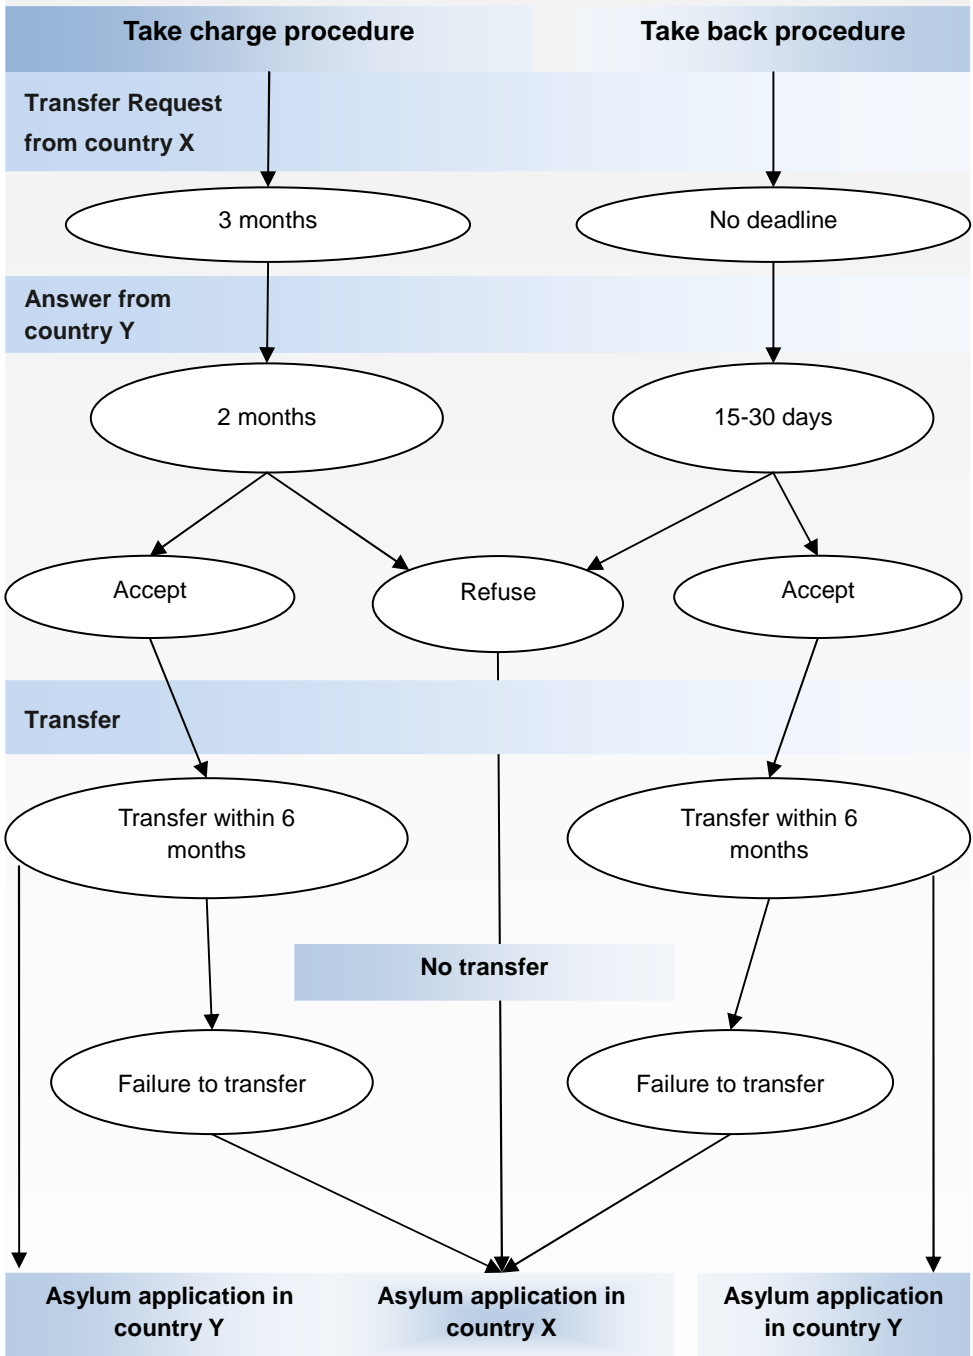 Take charge procedure
Take back procedure
Transfer Request
from country X
3 months
No deadline
Answer from
country Y
2 months
15-30 days
Accept
Refuse
Accept
Transfer
Transfer within 6
months
Transfer within 6
months
No transfer
Failure to transfer
Failure to transfer
Asylum application in
country Y
Asylum application in
country X
Asylum application
in country Y